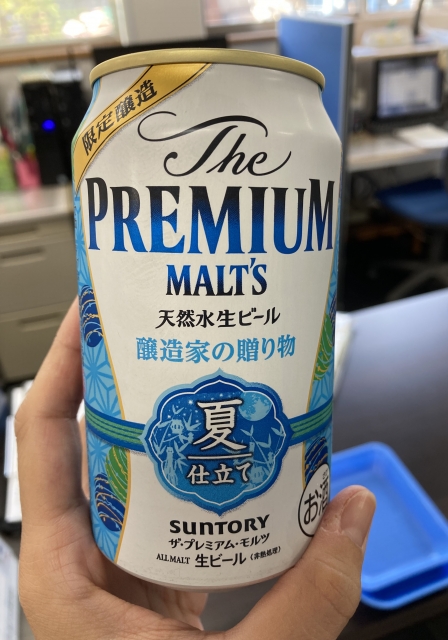 限定醸造
The
PREMIUM
MALT'S
天然水生ビール
醸造家の贈り物
夏
仕立て
SUNTORY
ザ・プレミアム・モルツ
ALL MALT 生ビール (非熱処理)
お酒